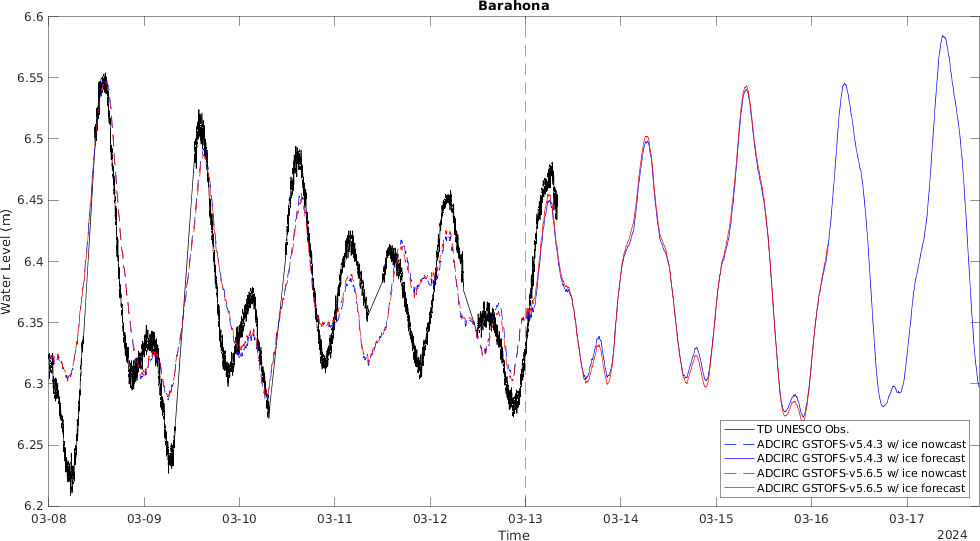 Barahona
6.6
6.55
6.5
6.45
6.4
6.35
6.3
6.25
6.2
Water Level (m)
TD UNESCO Obs.
ADCIRC GSTOFS-v5.4.3 w/ ice nowcast
ADCIRC GSTOFS-v5.4.3 w/ ice forecast
ADCIRC GSTOFS-v5.6.5 w/ ice nowcast
ADCIRC GSTOFS-v5.6.5 w/ ice forecast
03-08 03-09 03-10 03-11 03-12 03-13 03-14 03-15 03-16 03-17
Time
2024